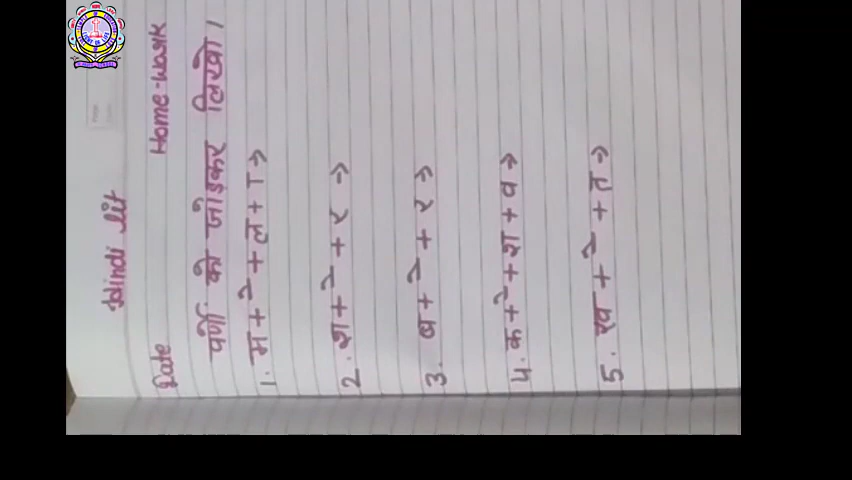 Hindi lit
Date Home-Work
वर्णों को जोड़कर लिखो।
1. म + े + ल + ा →
2. श + े + र →
3. ब + े + र →
4. क + े + श + व →
5. ख + े + त →